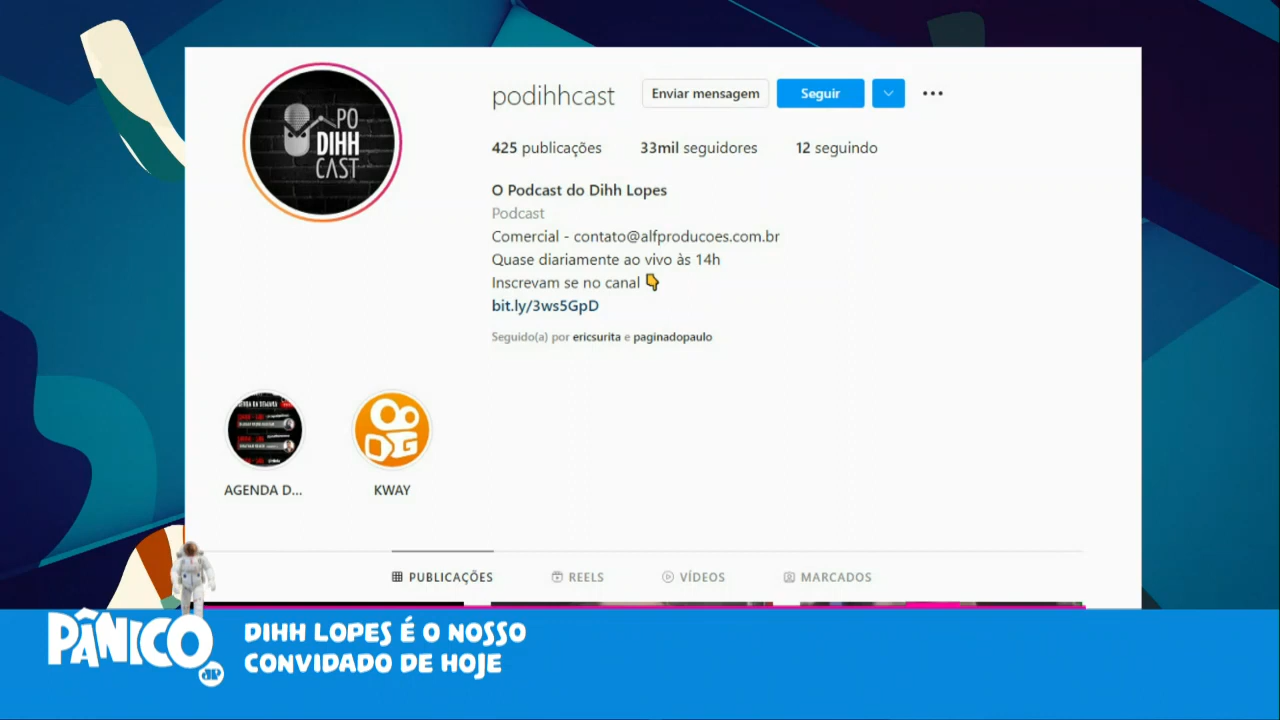 podihhcast
Enviar mensagem
Seguir
425 publicações
33mil seguidores
12 seguindo
O Podcast do Dihh Lopes
Podcast
Comercial - contato@alfproducoes.com.br
Quase diariamente ao vivo às 14h
Inscrevam se no canal 👇
bit.ly/3ws5GpD
Seguido(a) por ericsurita e paginadopaulo
PO
DIHH
CAST
AGENDA D...
KWAY
PUBLICAÇÕES
REELS
VÍDEOS
MARCADOS
PÂNICO
JP
DIHH LOPES É O NOSSO
CONVIDADO DE HOJE